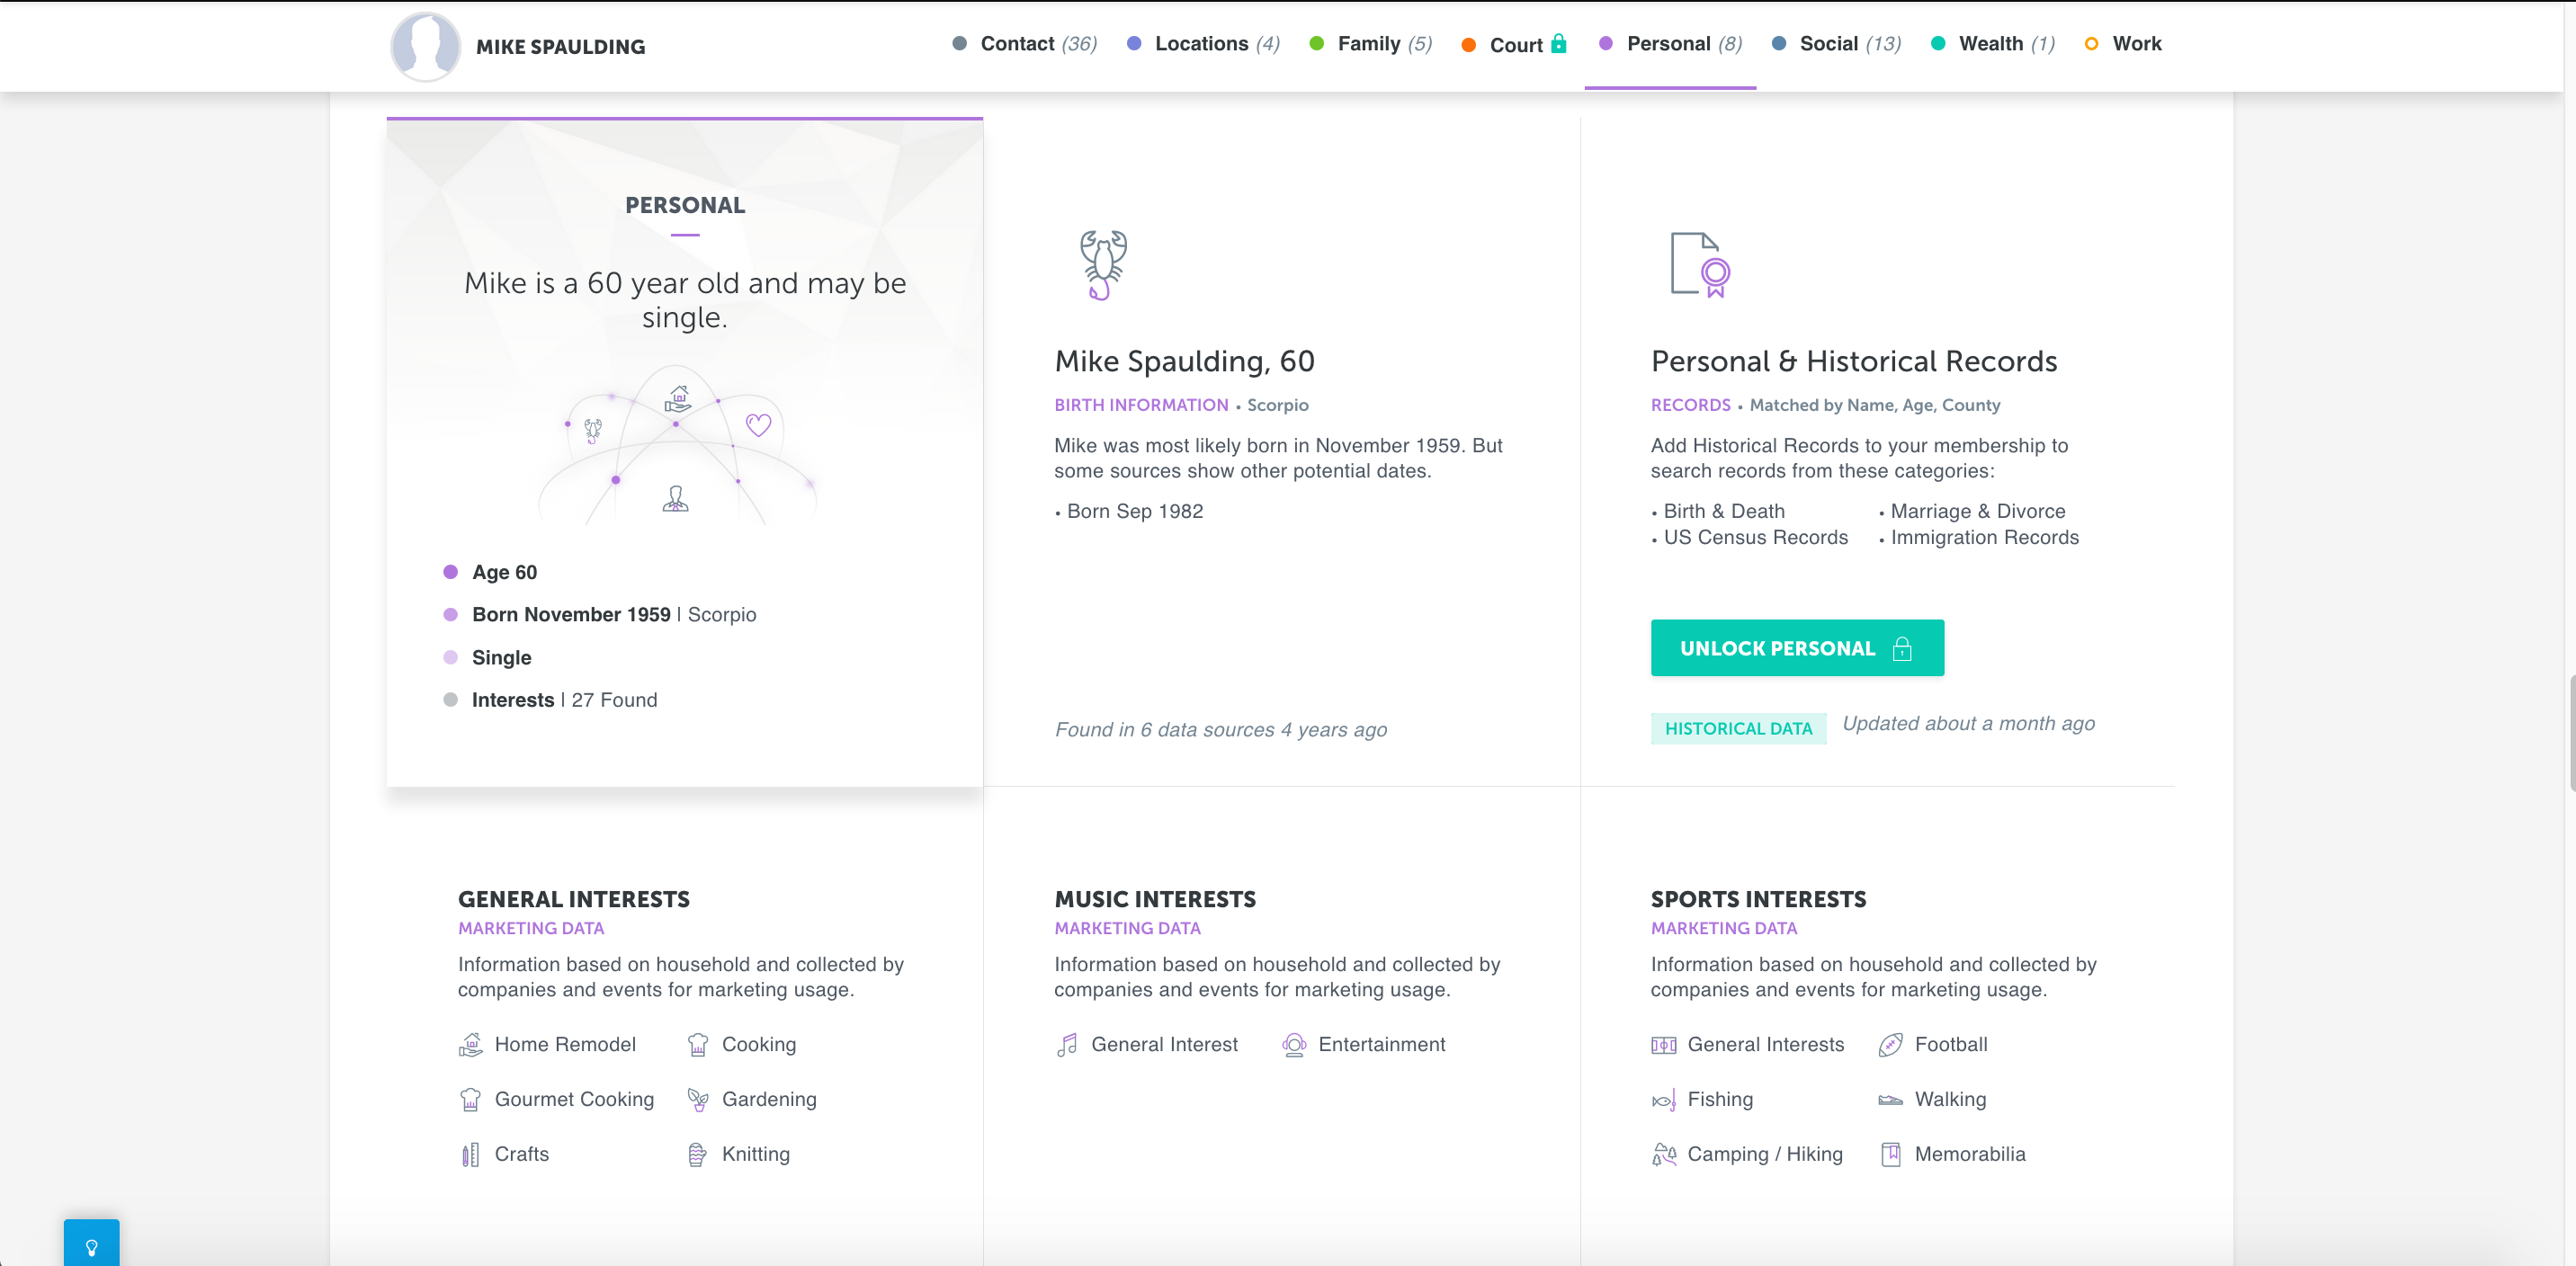 MIKE SPAULDING
Contact (36)
Locations (4)
Family (5)
Court
Personal (8)
Social (13)
Wealth (1)
Work
PERSONAL
Mike is a 60 year old and may be
single.
Age 60
Born November 1959 | Scorpio
Single
Interests | 27 Found
Mike Spaulding, 60
BIRTH INFORMATION • Scorpio
Mike was most likely born in November 1959. But
some sources show other potential dates.
• Born Sep 1982
Found in 6 data sources 4 years ago
Personal & Historical Records
RECORDS • Matched by Name, Age, County
Add Historical Records to your membership to
search records from these categories:
• Birth & Death
• Marriage & Divorce
• US Census Records
• Immigration Records
UNLOCK PERSONAL
HISTORICAL DATA
Updated about a month ago
GENERAL INTERESTS
MARKETING DATA
Information based on household and collected by
companies and events for marketing usage.
Home Remodel
Cooking
Gourmet Cooking
Gardening
Crafts
Knitting
MUSIC INTERESTS
MARKETING DATA
Information based on household and collected by
companies and events for marketing usage.
General Interest
Entertainment
SPORTS INTERESTS
MARKETING DATA
Information based on household and collected by
companies and events for marketing usage.
General Interests
Football
Fishing
Walking
Camping / Hiking
Memorabilia